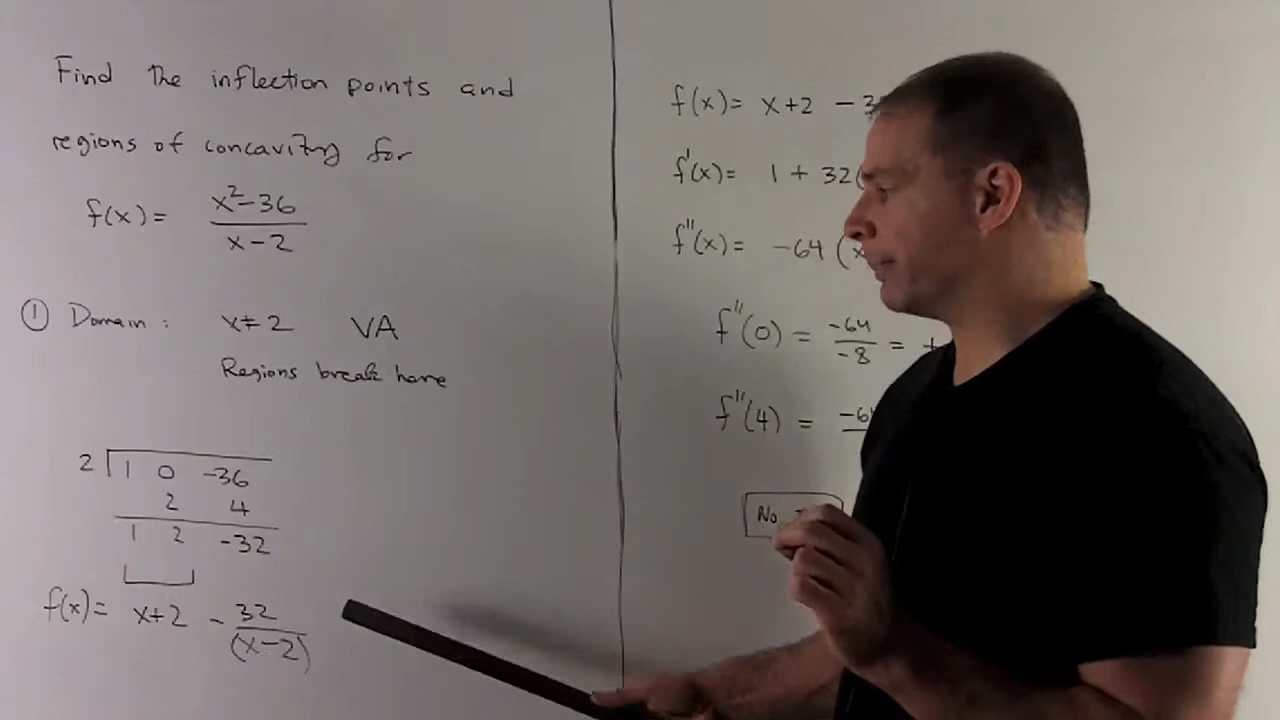 Find the inflection points and
regions of concavity for
f(x)= x²-36
x-2
① Domain: x≠2 VA
Regions break here
2 1 0 -36
2 4
1 2 -32
f(x)= x+2 - 32
(x-2)
f(x)= x+2 -3
f'(x)= 1 + 32(
f''(x)= -64 (x
f''(0) = -64 = +
-8
f''(4) = -64
No